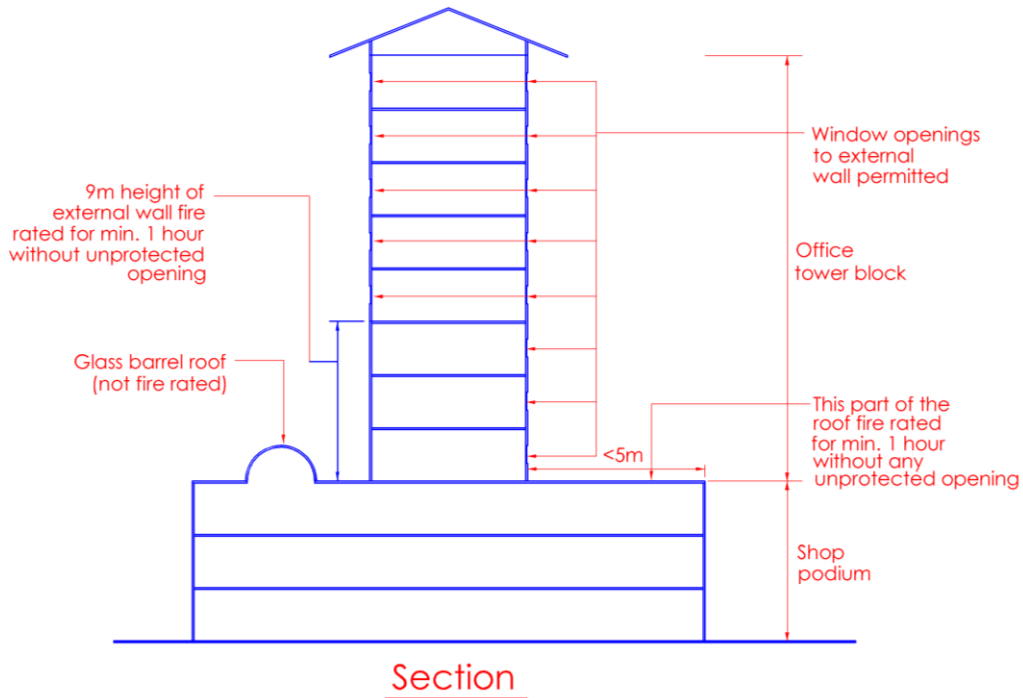 Window openings
to external
wall permitted
9m height of
external wall fire
rated for min. 1 hour
without unprotected
opening
Office
tower block
Glass barrel roof
(not fire rated)
This part of the
roof fire rated
for min. 1 hour
without any
unprotected opening
<5m
Shop
podium
Section